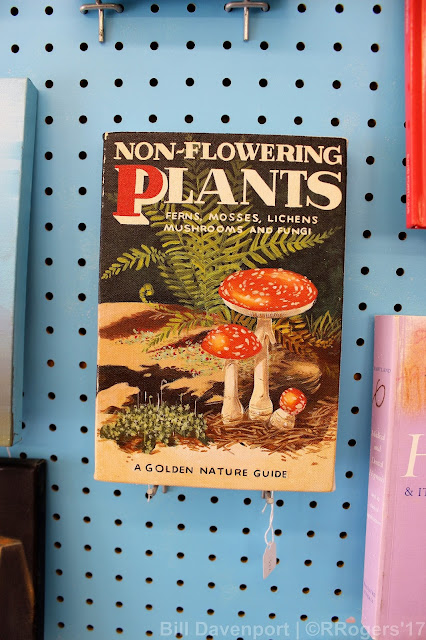 NON-FLOWERING
PLANTS
FERNS, MOSSES, LICHENS
MUSHROOMS AND FUNGI
A GOLDEN NATURE GUIDE
H
& I
Bill Davenport | ©RRogers'17